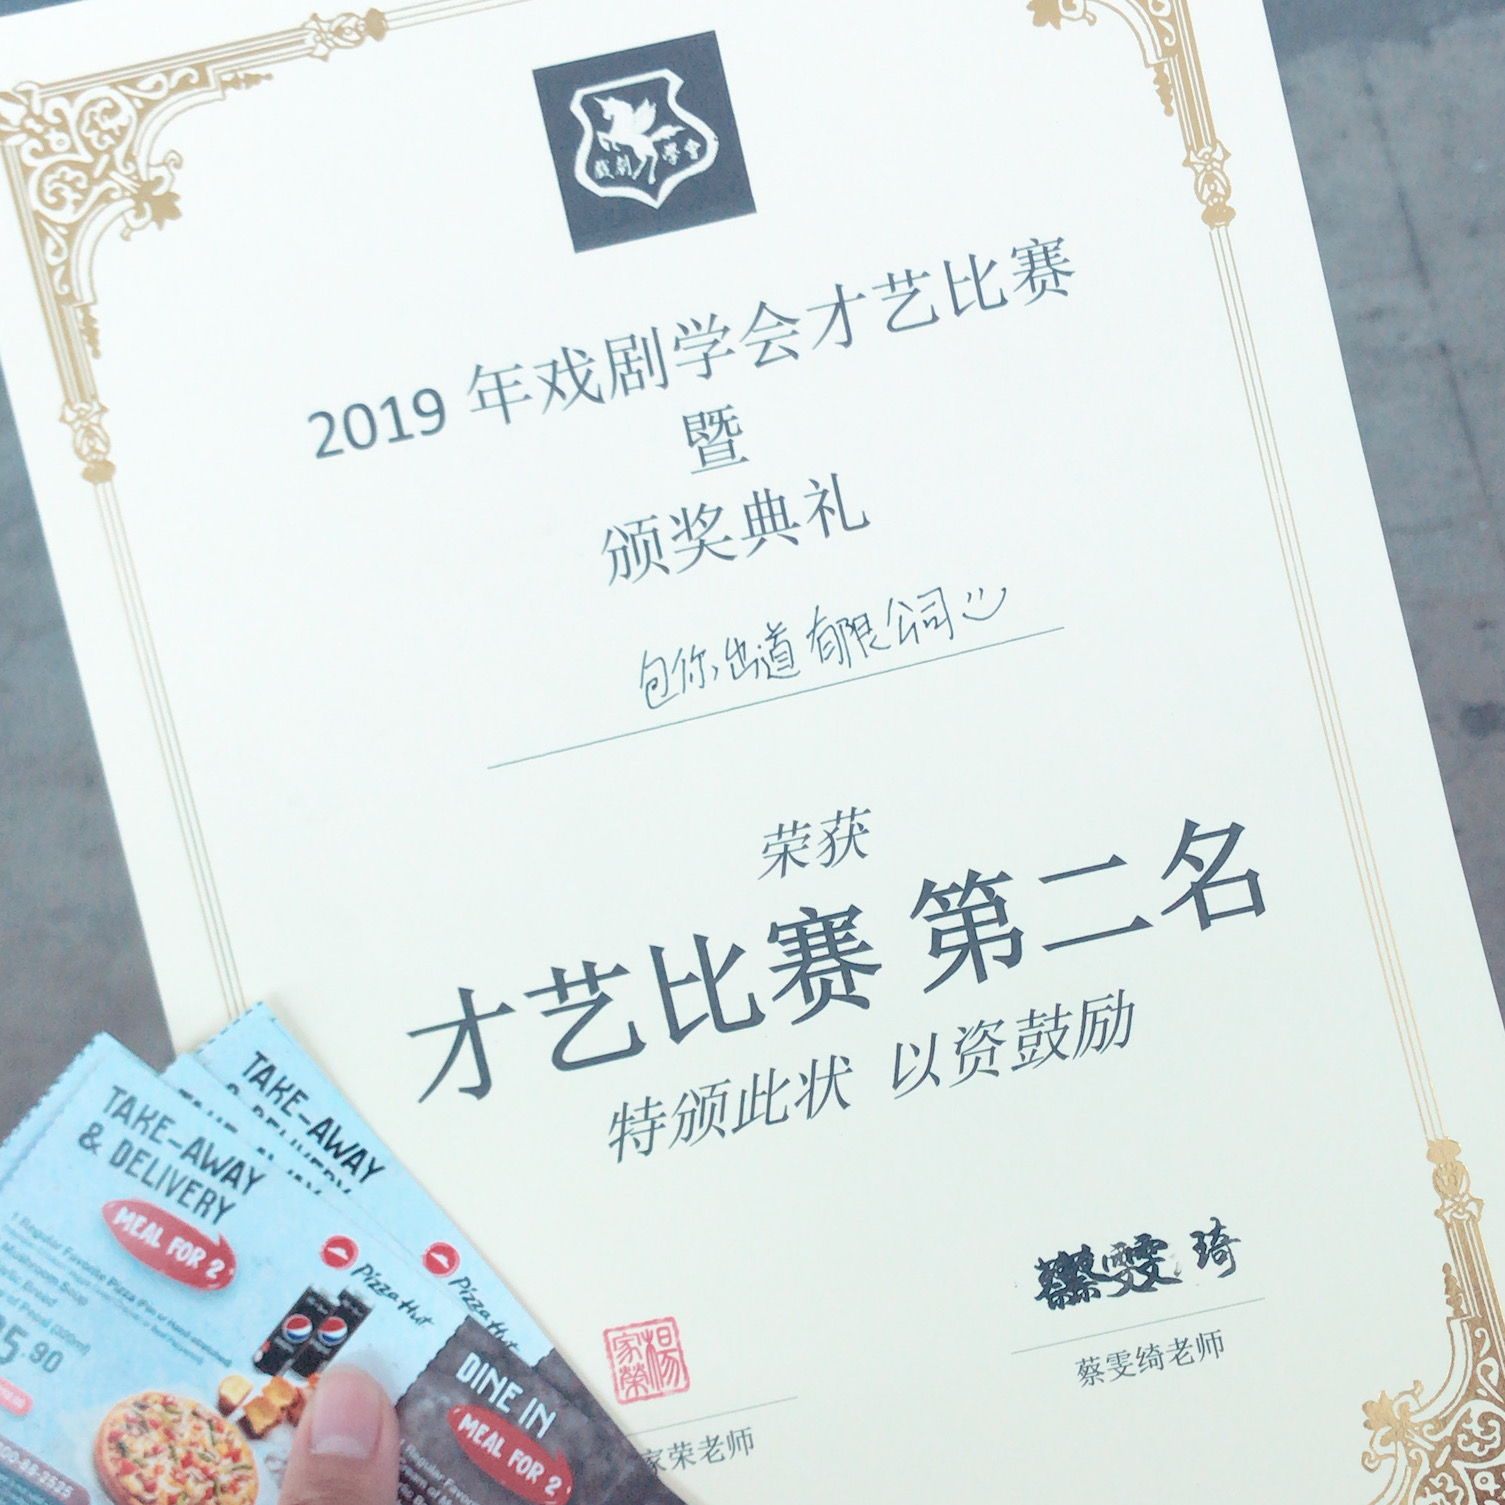 戲劇學會
2019 年戏剧学会才艺比赛
暨
颁奖典礼
包你出道有限公司
荣获
才艺比赛 第二名
特颁此状 以资鼓励
蔡雯琦
蔡雯绮老师
楊家榮
家荣老师
TAKE-AWAY
& DELIVERY
TAKE-AWAY
& DELIVERY
MEAL FOR 2
1 Regular Favorite Pizza (Pan or Hand-stretched)
Mushroom Soup
Bread
5.90
Pizza Hut
Pizza Hut
DINE IN
MEAL FOR 2
1 Regular